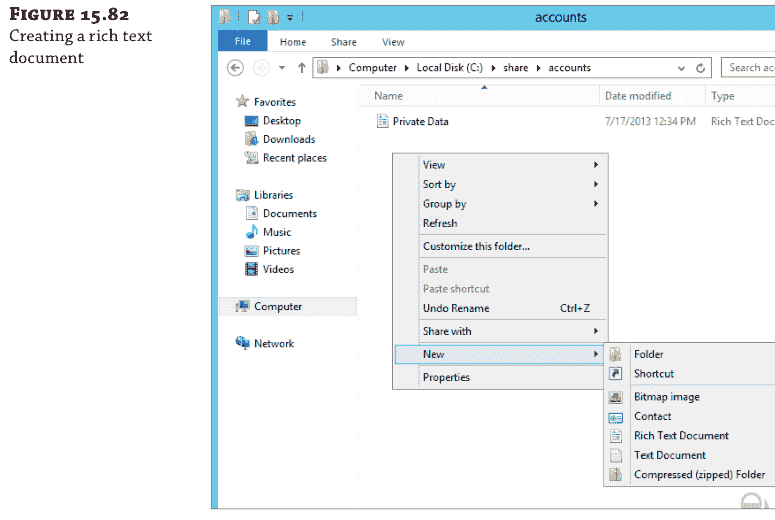 FIGURE 15.82
Creating a rich text
document
accounts
File Home Share View
Computer Local Disk (C:) share accounts
Search acc
Name Date modified Type
Favorites
Desktop
Downloads
Recent places
Libraries
Documents
Music
Pictures
Videos
Computer
Network
Private Data 7/17/2013 12:34 PM Rich Text Doc
View
Sort by
Group by
Refresh
Customize this folder...
Paste
Paste shortcut
Undo Rename Ctrl+Z
Share with
New
Properties
Folder
Shortcut
Bitmap image
Contact
Rich Text Document
Text Document
Compressed (zipped) Folder